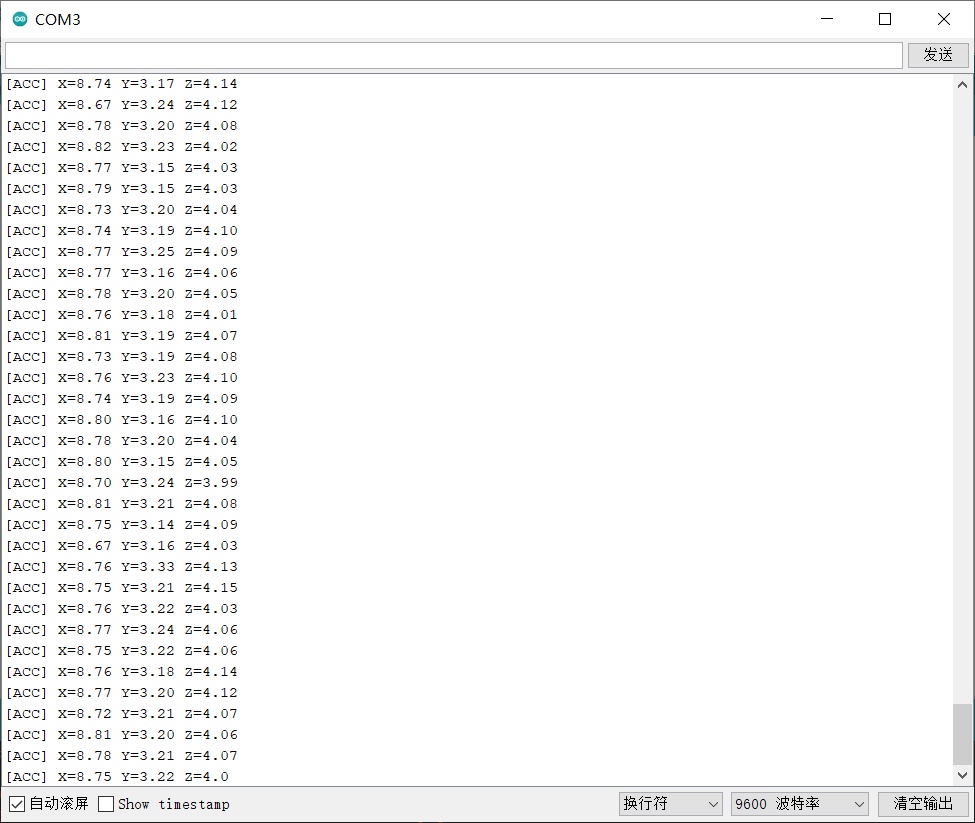 COM3
发送
[ACC] X=8.74 Y=3.17 Z=4.14
[ACC] X=8.67 Y=3.24 Z=4.12
[ACC] X=8.78 Y=3.20 Z=4.08
[ACC] X=8.82 Y=3.23 Z=4.02
[ACC] X=8.77 Y=3.15 Z=4.03
[ACC] X=8.79 Y=3.15 Z=4.03
[ACC] X=8.73 Y=3.20 Z=4.04
[ACC] X=8.74 Y=3.19 Z=4.10
[ACC] X=8.77 Y=3.25 Z=4.09
[ACC] X=8.77 Y=3.16 Z=4.06
[ACC] X=8.78 Y=3.20 Z=4.05
[ACC] X=8.76 Y=3.18 Z=4.01
[ACC] X=8.81 Y=3.19 Z=4.07
[ACC] X=8.73 Y=3.19 Z=4.08
[ACC] X=8.76 Y=3.23 Z=4.10
[ACC] X=8.74 Y=3.19 Z=4.09
[ACC] X=8.80 Y=3.16 Z=4.10
[ACC] X=8.78 Y=3.20 Z=4.04
[ACC] X=8.80 Y=3.15 Z=4.05
[ACC] X=8.70 Y=3.24 Z=3.99
[ACC] X=8.81 Y=3.21 Z=4.08
[ACC] X=8.75 Y=3.14 Z=4.09
[ACC] X=8.67 Y=3.16 Z=4.03
[ACC] X=8.76 Y=3.33 Z=4.13
[ACC] X=8.75 Y=3.21 Z=4.15
[ACC] X=8.76 Y=3.22 Z=4.03
[ACC] X=8.77 Y=3.24 Z=4.06
[ACC] X=8.75 Y=3.22 Z=4.06
[ACC] X=8.76 Y=3.18 Z=4.14
[ACC] X=8.77 Y=3.20 Z=4.12
[ACC] X=8.72 Y=3.21 Z=4.07
[ACC] X=8.81 Y=3.20 Z=4.06
[ACC] X=8.78 Y=3.21 Z=4.07
[ACC] X=8.75 Y=3.22 Z=4.0
自动滚屏 Show timestamp 换行符 9600 波特率 清空输出